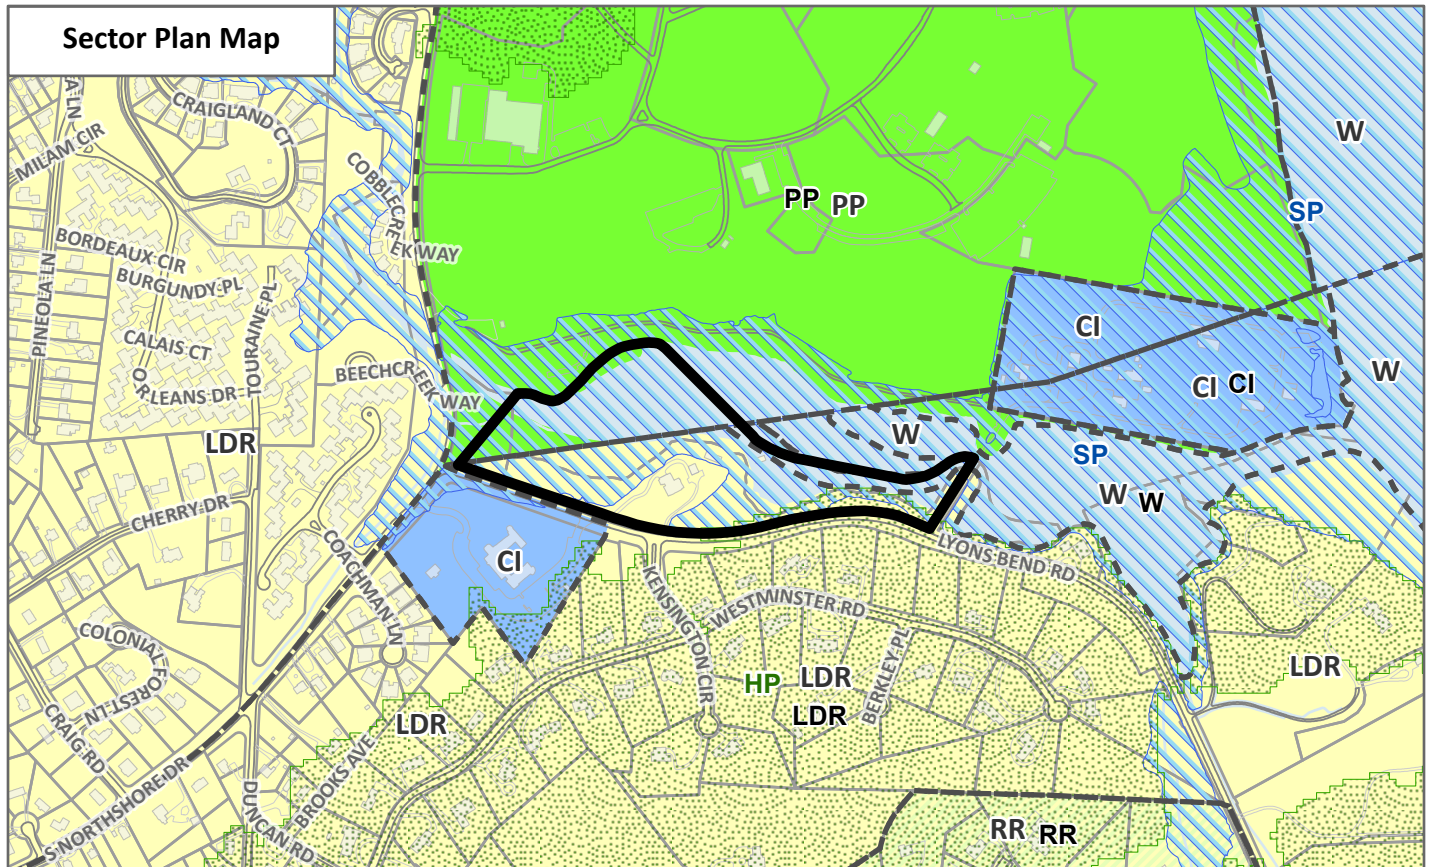 Sector Plan Map
A LN
MILAM CIR
CRAIGLAND CT
COBBLECRE
EK WAY
W
PP
PP
SP
BORDEAUX CIR
BURGUNDY PL
PINEOLA LN
CALAIS CT
TOURAINE PL
ORLEANS DR
BEECHCREEK WAY
CI
CI
CI
W
W
LDR
SP
W
W
CHERRY DR
CI
COACHMAN LN
LYONS BEND RD
KENSINGTON CIR
WESTMINSTER RD
BERKLEY PL
COLONIAL FOREST LN
HP
LDR
LDR
LDR
LDR
CRAIG RD
S NORTHSHORE DR
BROOKS AVE
DUNCAN RD
RR
RR